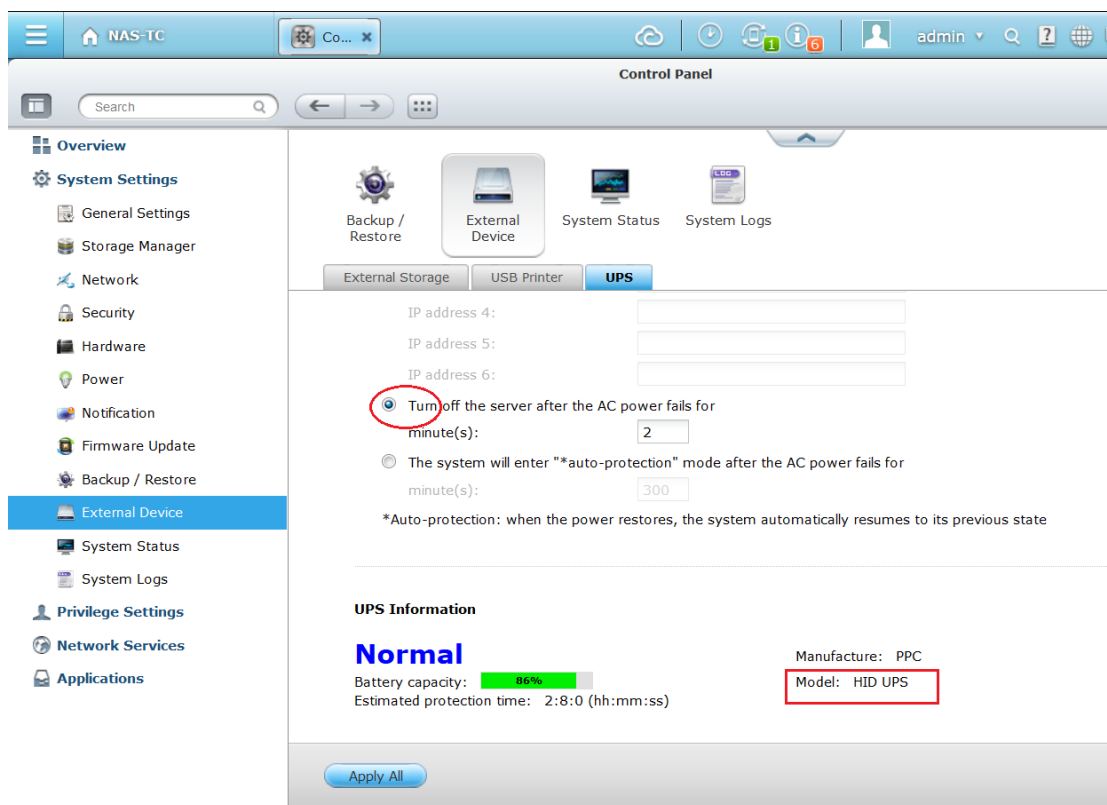 NAS-TC
Co... ×
1
6
admin
?
Control Panel
Search
Overview
System Settings
General Settings
Storage Manager
Network
Security
Hardware
Power
Notification
Firmware Update
Backup / Restore
External Device
System Status
System Logs
Privilege Settings
Network Services
Applications
Backup /
Restore
External
Device
System Status
LOG
System Logs
External Storage
USB Printer
UPS
IP address 4:
IP address 5:
IP address 6:
Turn off the server after the AC power fails for
minute(s): 2
The system will enter "*auto-protection" mode after the AC power fails for
minute(s): 300
*Auto-protection: when the power restores, the system automatically resumes to its previous state
UPS Information
Normal
Battery capacity: 86%
Estimated protection time: 2:8:0 (hh:mm:ss)
Manufacture: PPC
Model: HID UPS
Apply All